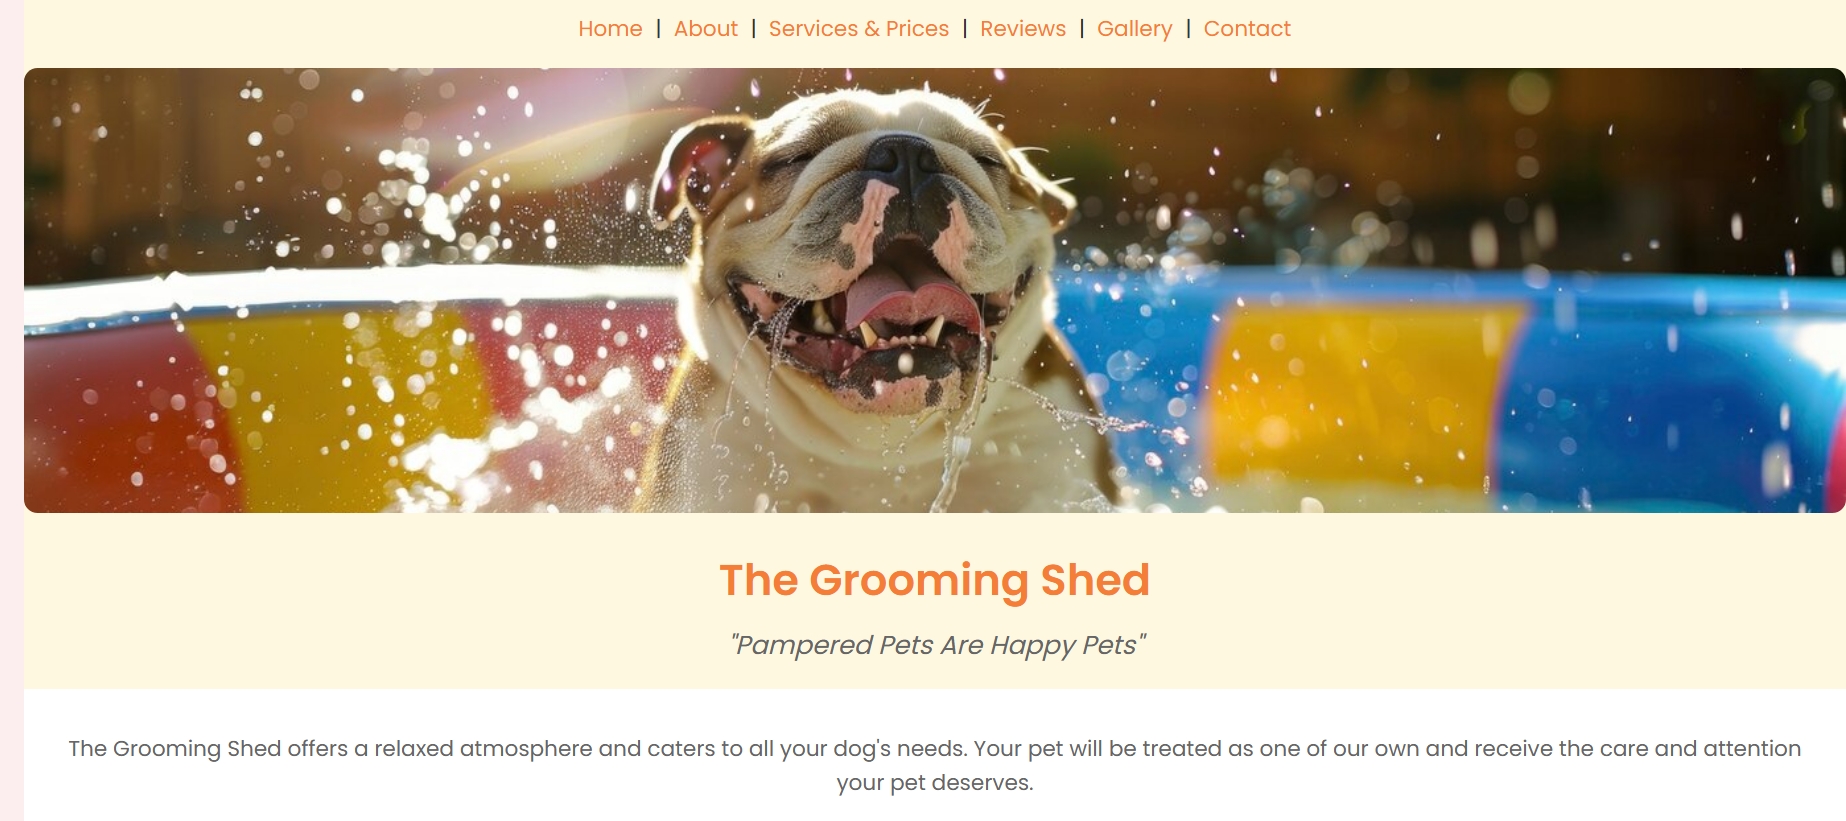 Home | About | Services & Prices | Reviews | Gallery | Contact
The Grooming Shed
"Pampered Pets Are Happy Pets"
The Grooming Shed offers a relaxed atmosphere and caters to all your dog's needs. Your pet will be treated as one of our own and receive the care and attention
your pet deserves.